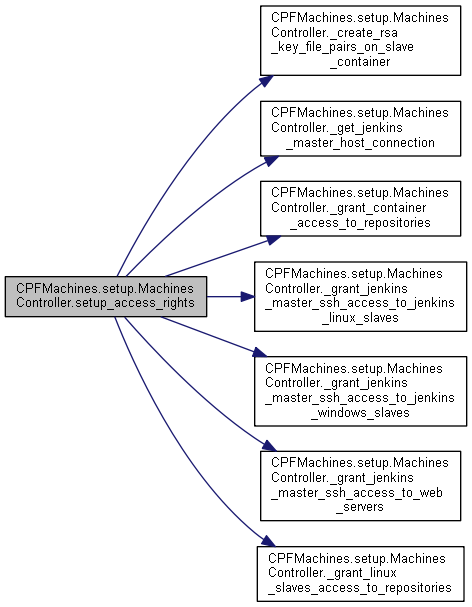 CPFMachines.setup.Machines
Controller.setup_access_rights
CPFMachines.setup.Machines
Controller._create_rsa
_key_file_pairs_on_slave
_container
CPFMachines.setup.Machines
Controller._get_jenkins
_master_host_connection
CPFMachines.setup.Machines
Controller._grant_container
_access_to_repositories
CPFMachines.setup.Machines
Controller._grant_jenkins
_master_ssh_access_to_jenkins
_linux_slaves
CPFMachines.setup.Machines
Controller._grant_jenkins
_master_ssh_access_to_jenkins
_windows_slaves
CPFMachines.setup.Machines
Controller._grant_jenkins
_master_ssh_access_to_web
_servers
CPFMachines.setup.Machines
Controller._grant_linux
_slaves_access_to_repositories